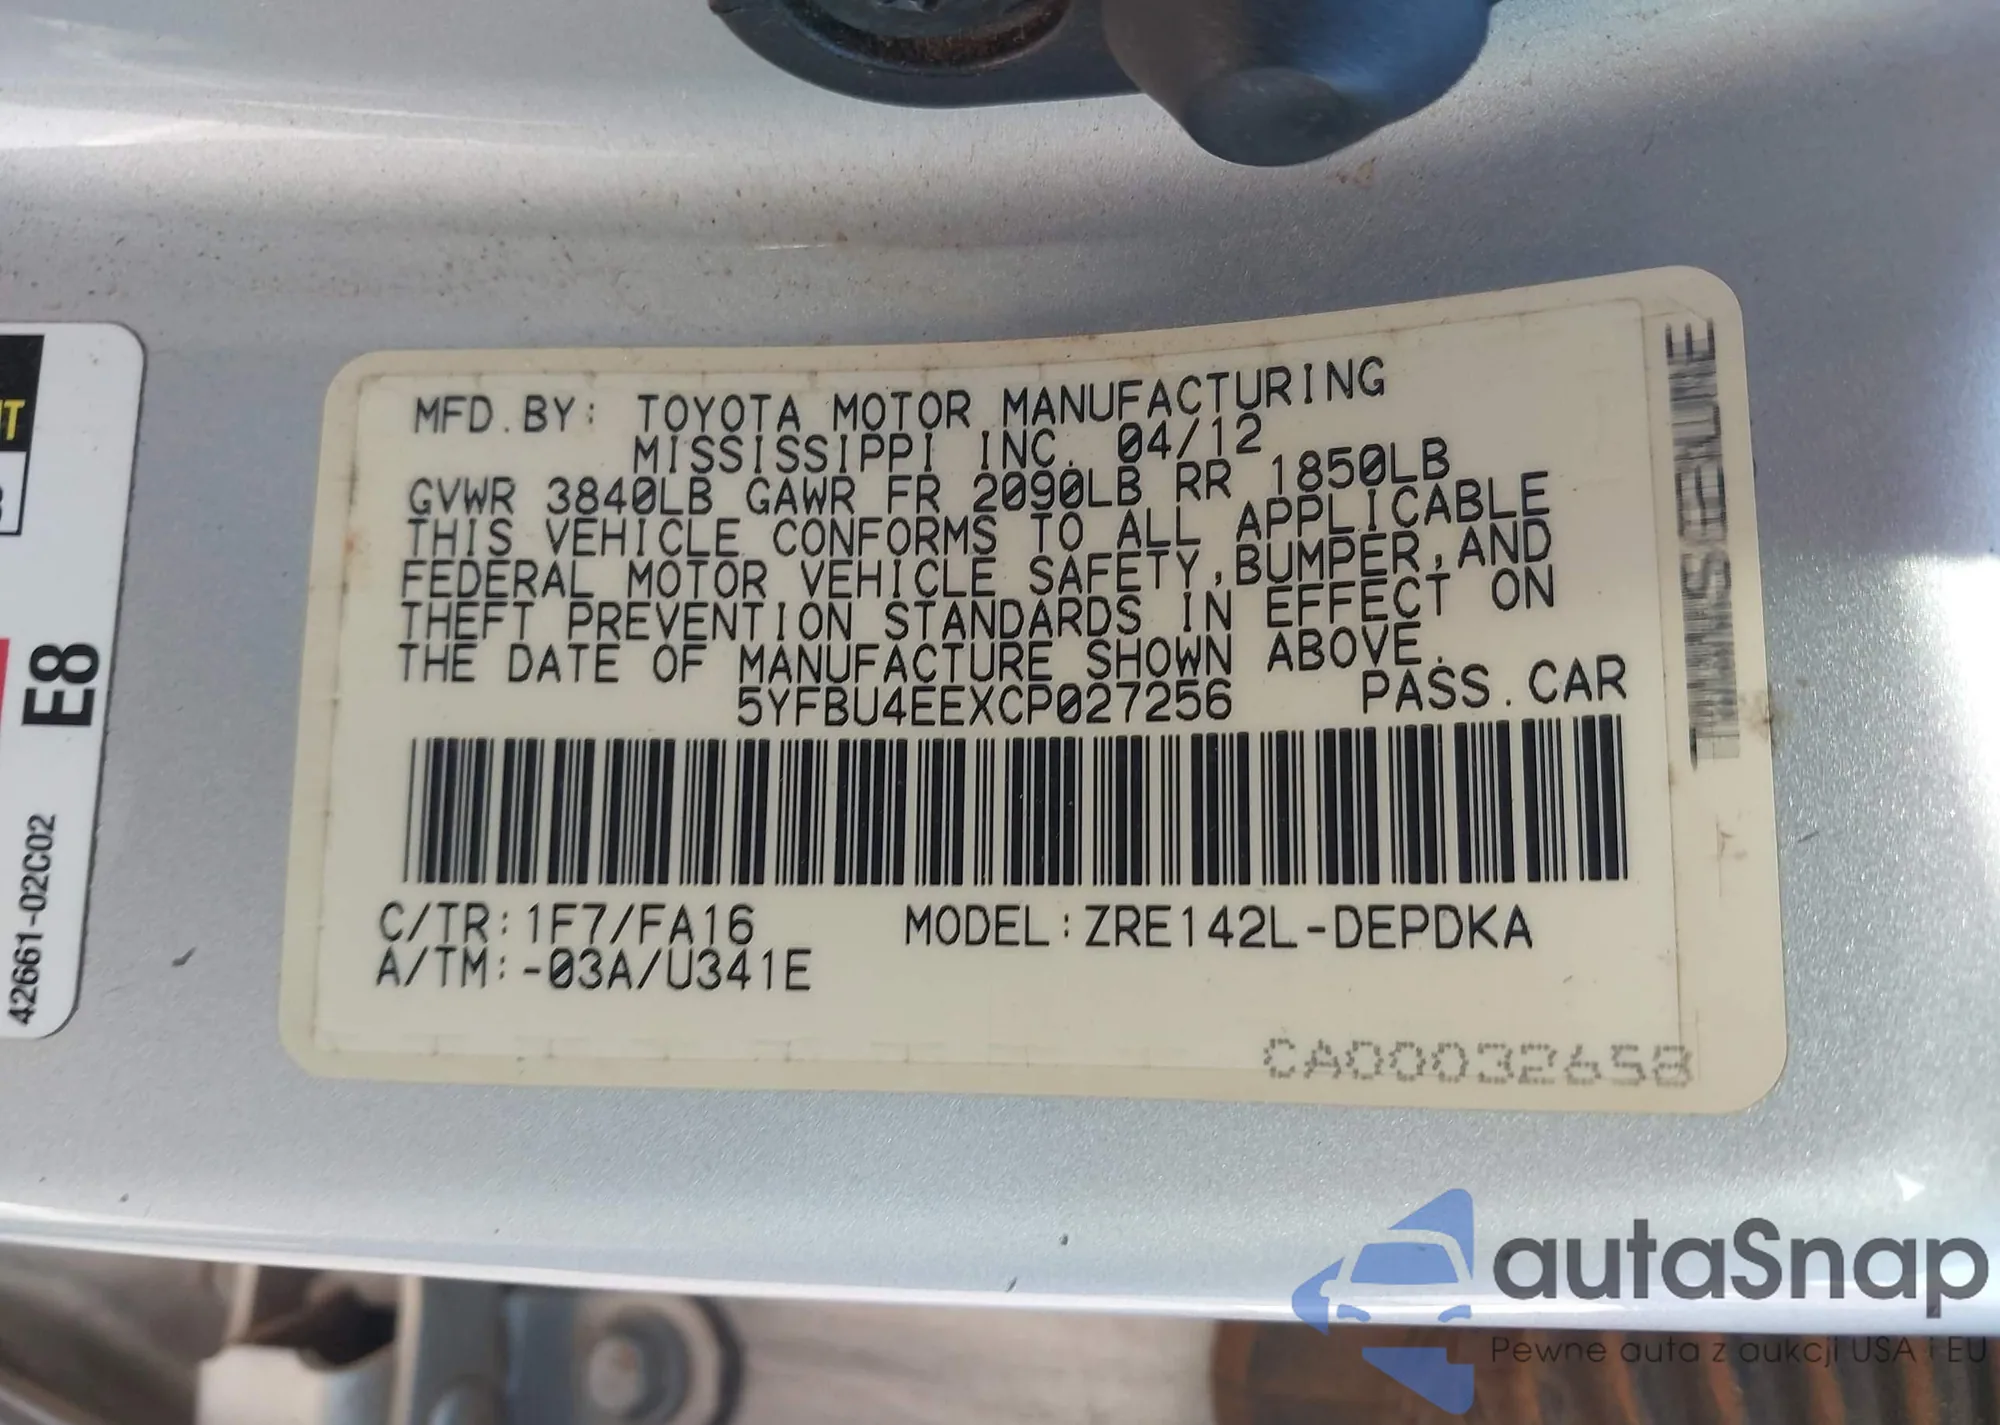 MFD.BY: TOYOTA MOTOR MANUFACTURING
MISSISSIPPI INC. 04/12
GVWR 3840LB GAWR FR 2090LB RR 1850LB
THIS VEHICLE CONFORMS TO ALL APPLICABLE
FEDERAL MOTOR VEHICLE SAFETY,BUMPER,AND
THEFT PREVENTION STANDARDS IN EFFECT ON
THE DATE OF MANUFACTURE SHOWN ABOVE.
5YFBU4EEXCP027256 PASS.CAR
C/TR:1F7/FA16 MODEL:ZRE142L-DEPDKA
A/TM:-03A/U341E
CA00032658
E8
42661-02C02
autaSnap
Pewne auta z aukcji USA i EU